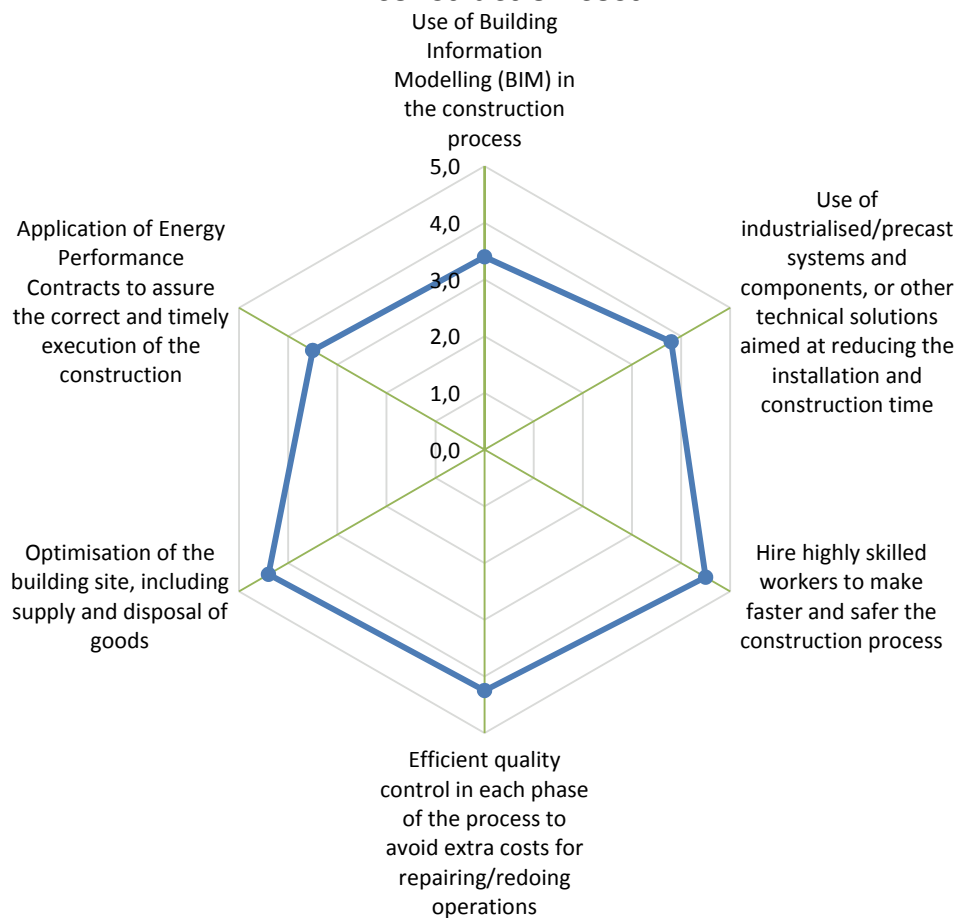 Use of Building
Information
Modelling (BIM) in
the construction
process
5,0
4,0
3,0
2,0
1,0
0,0
Use of
industrialised/precast
systems and
components, or other
technical solutions
aimed at reducing the
installation and
construction time
Hire highly skilled
workers to make
faster and safer the
construction process
Efficient quality
control in each phase
of the process to
avoid extra costs for
repairing/redoing
operations
Optimisation of the
building site, including
supply and disposal of
goods
Application of Energy
Performance
Contracts to assure
the correct and timely
execution of the
construction